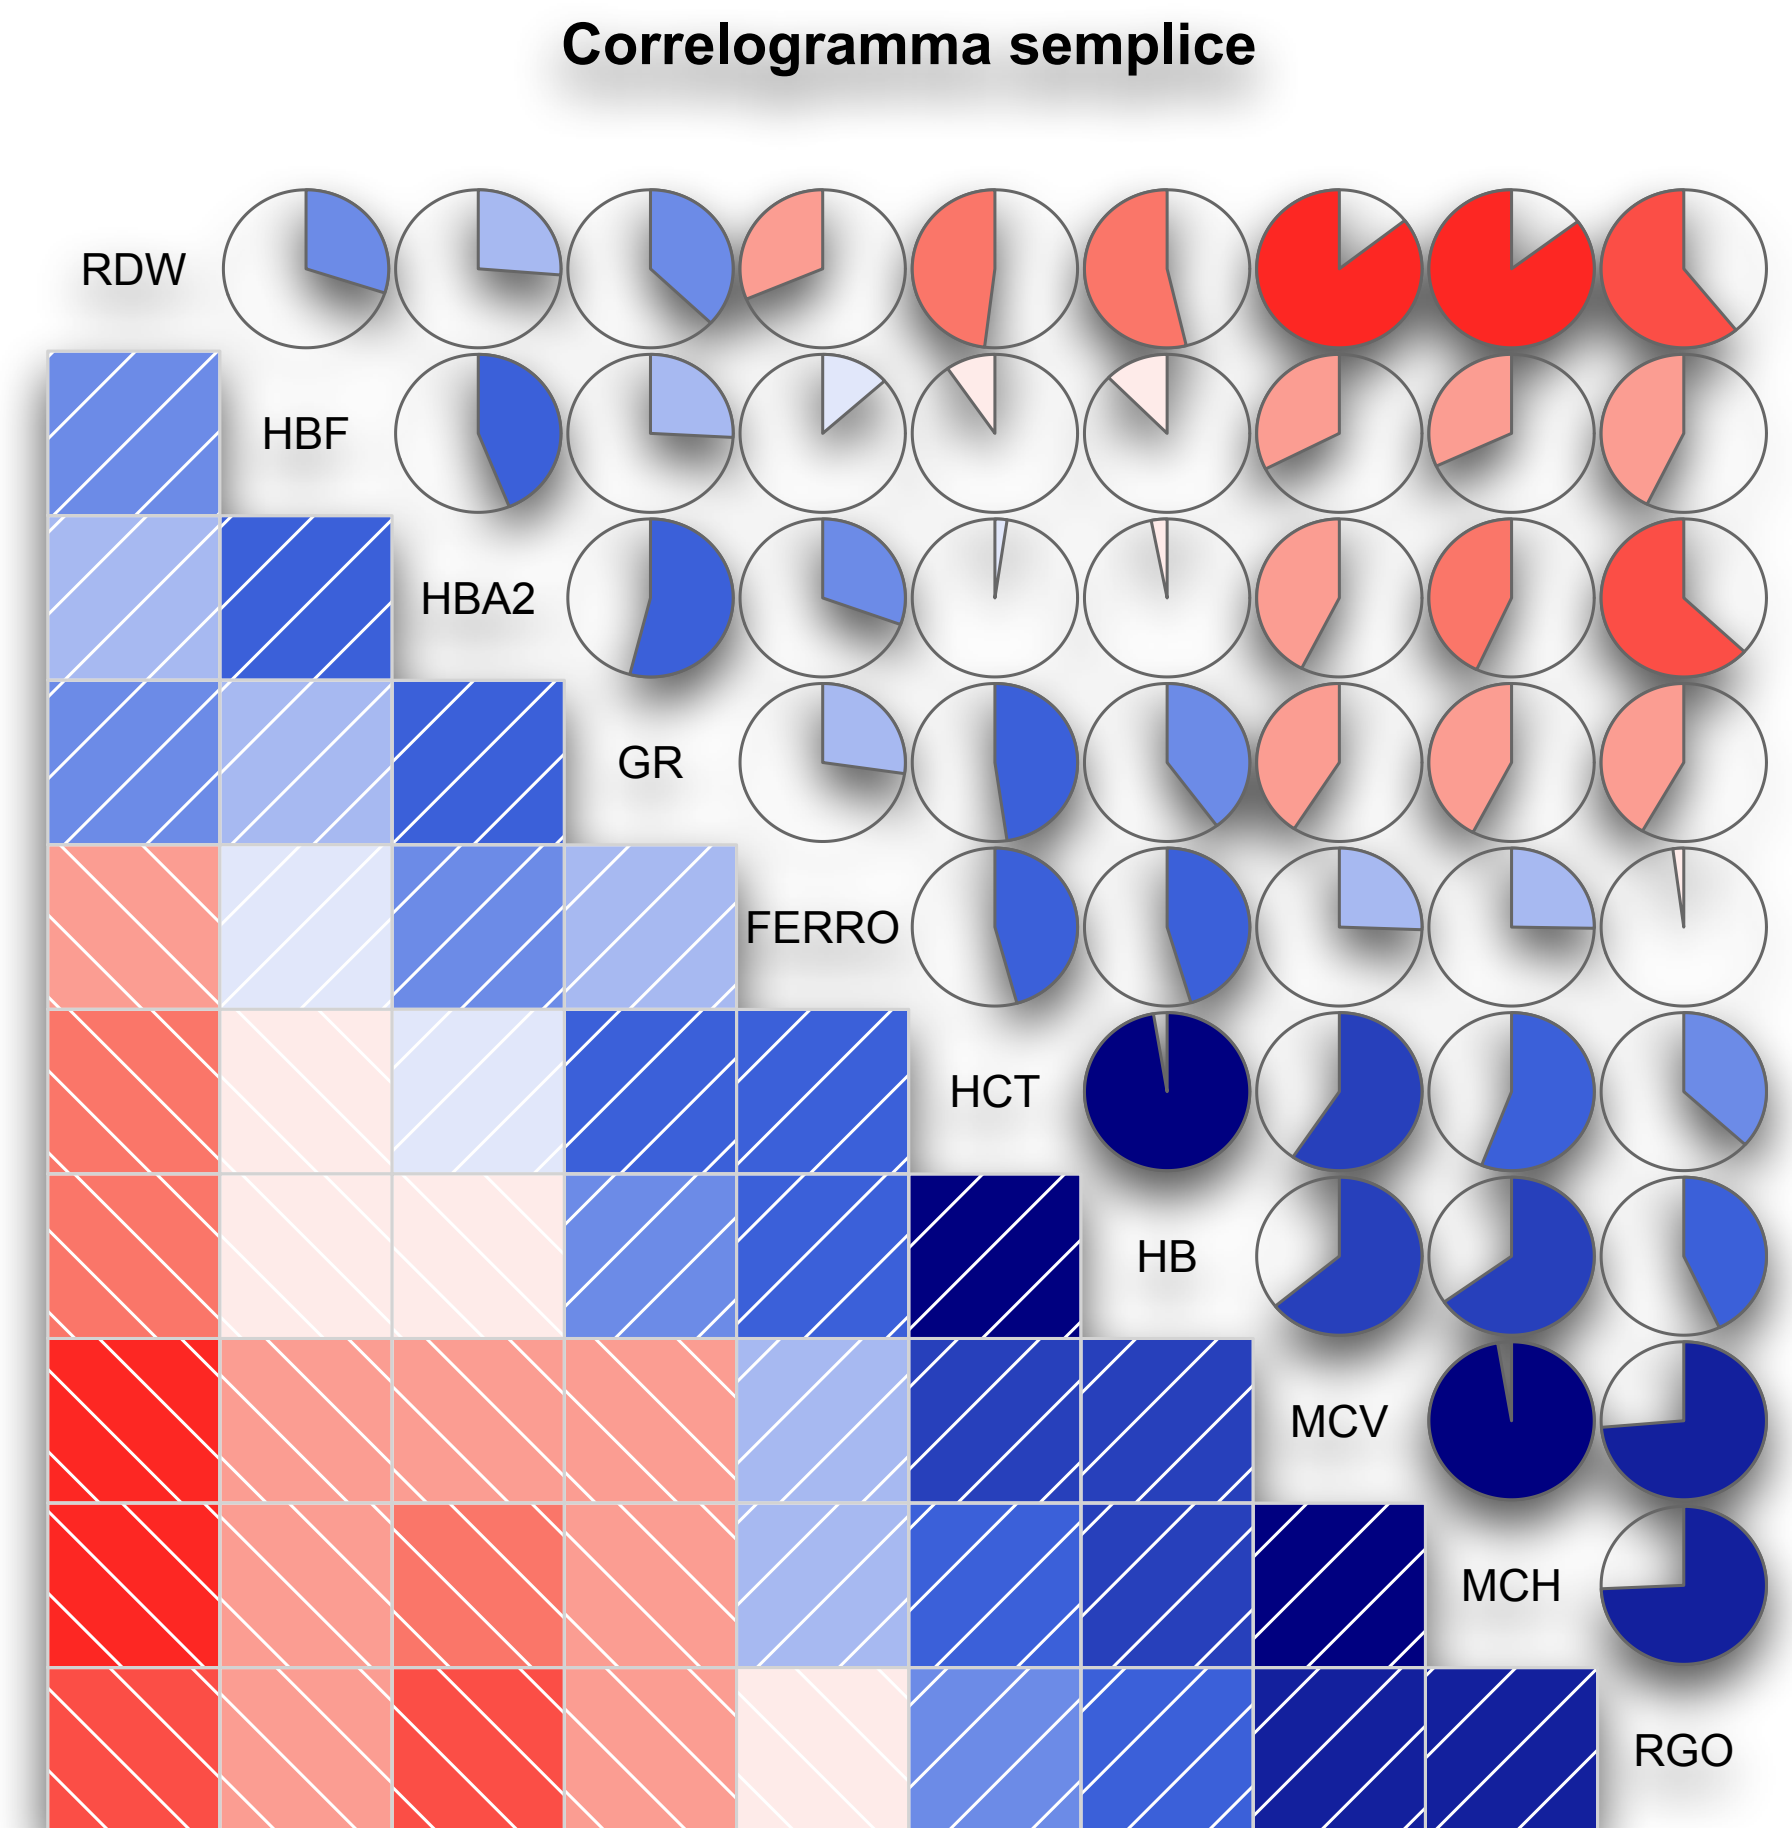 Correlogramma semplice
RDW
HBF
HBA2
GR
FERRO
HCT
HB
MCV
MCH
RGO